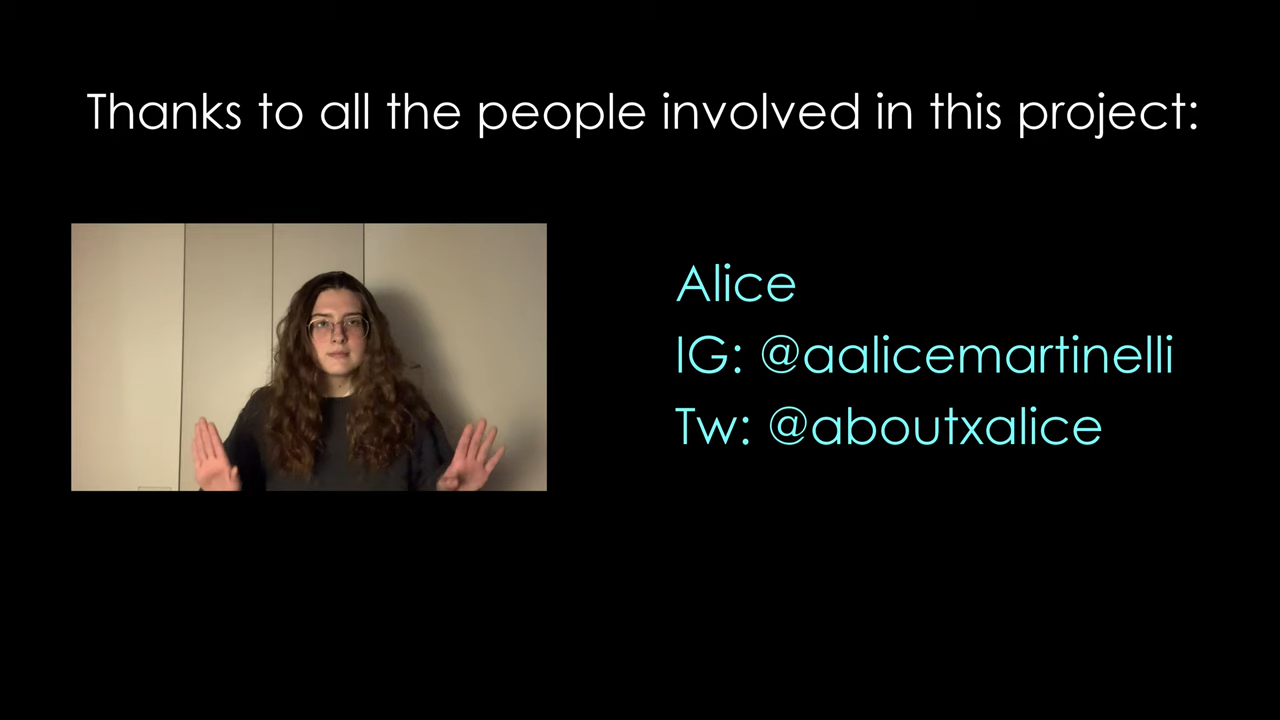 Thanks to all the people involved in this project:
Alice
IG: @aalicemartinelli
Tw: @aboutxalice